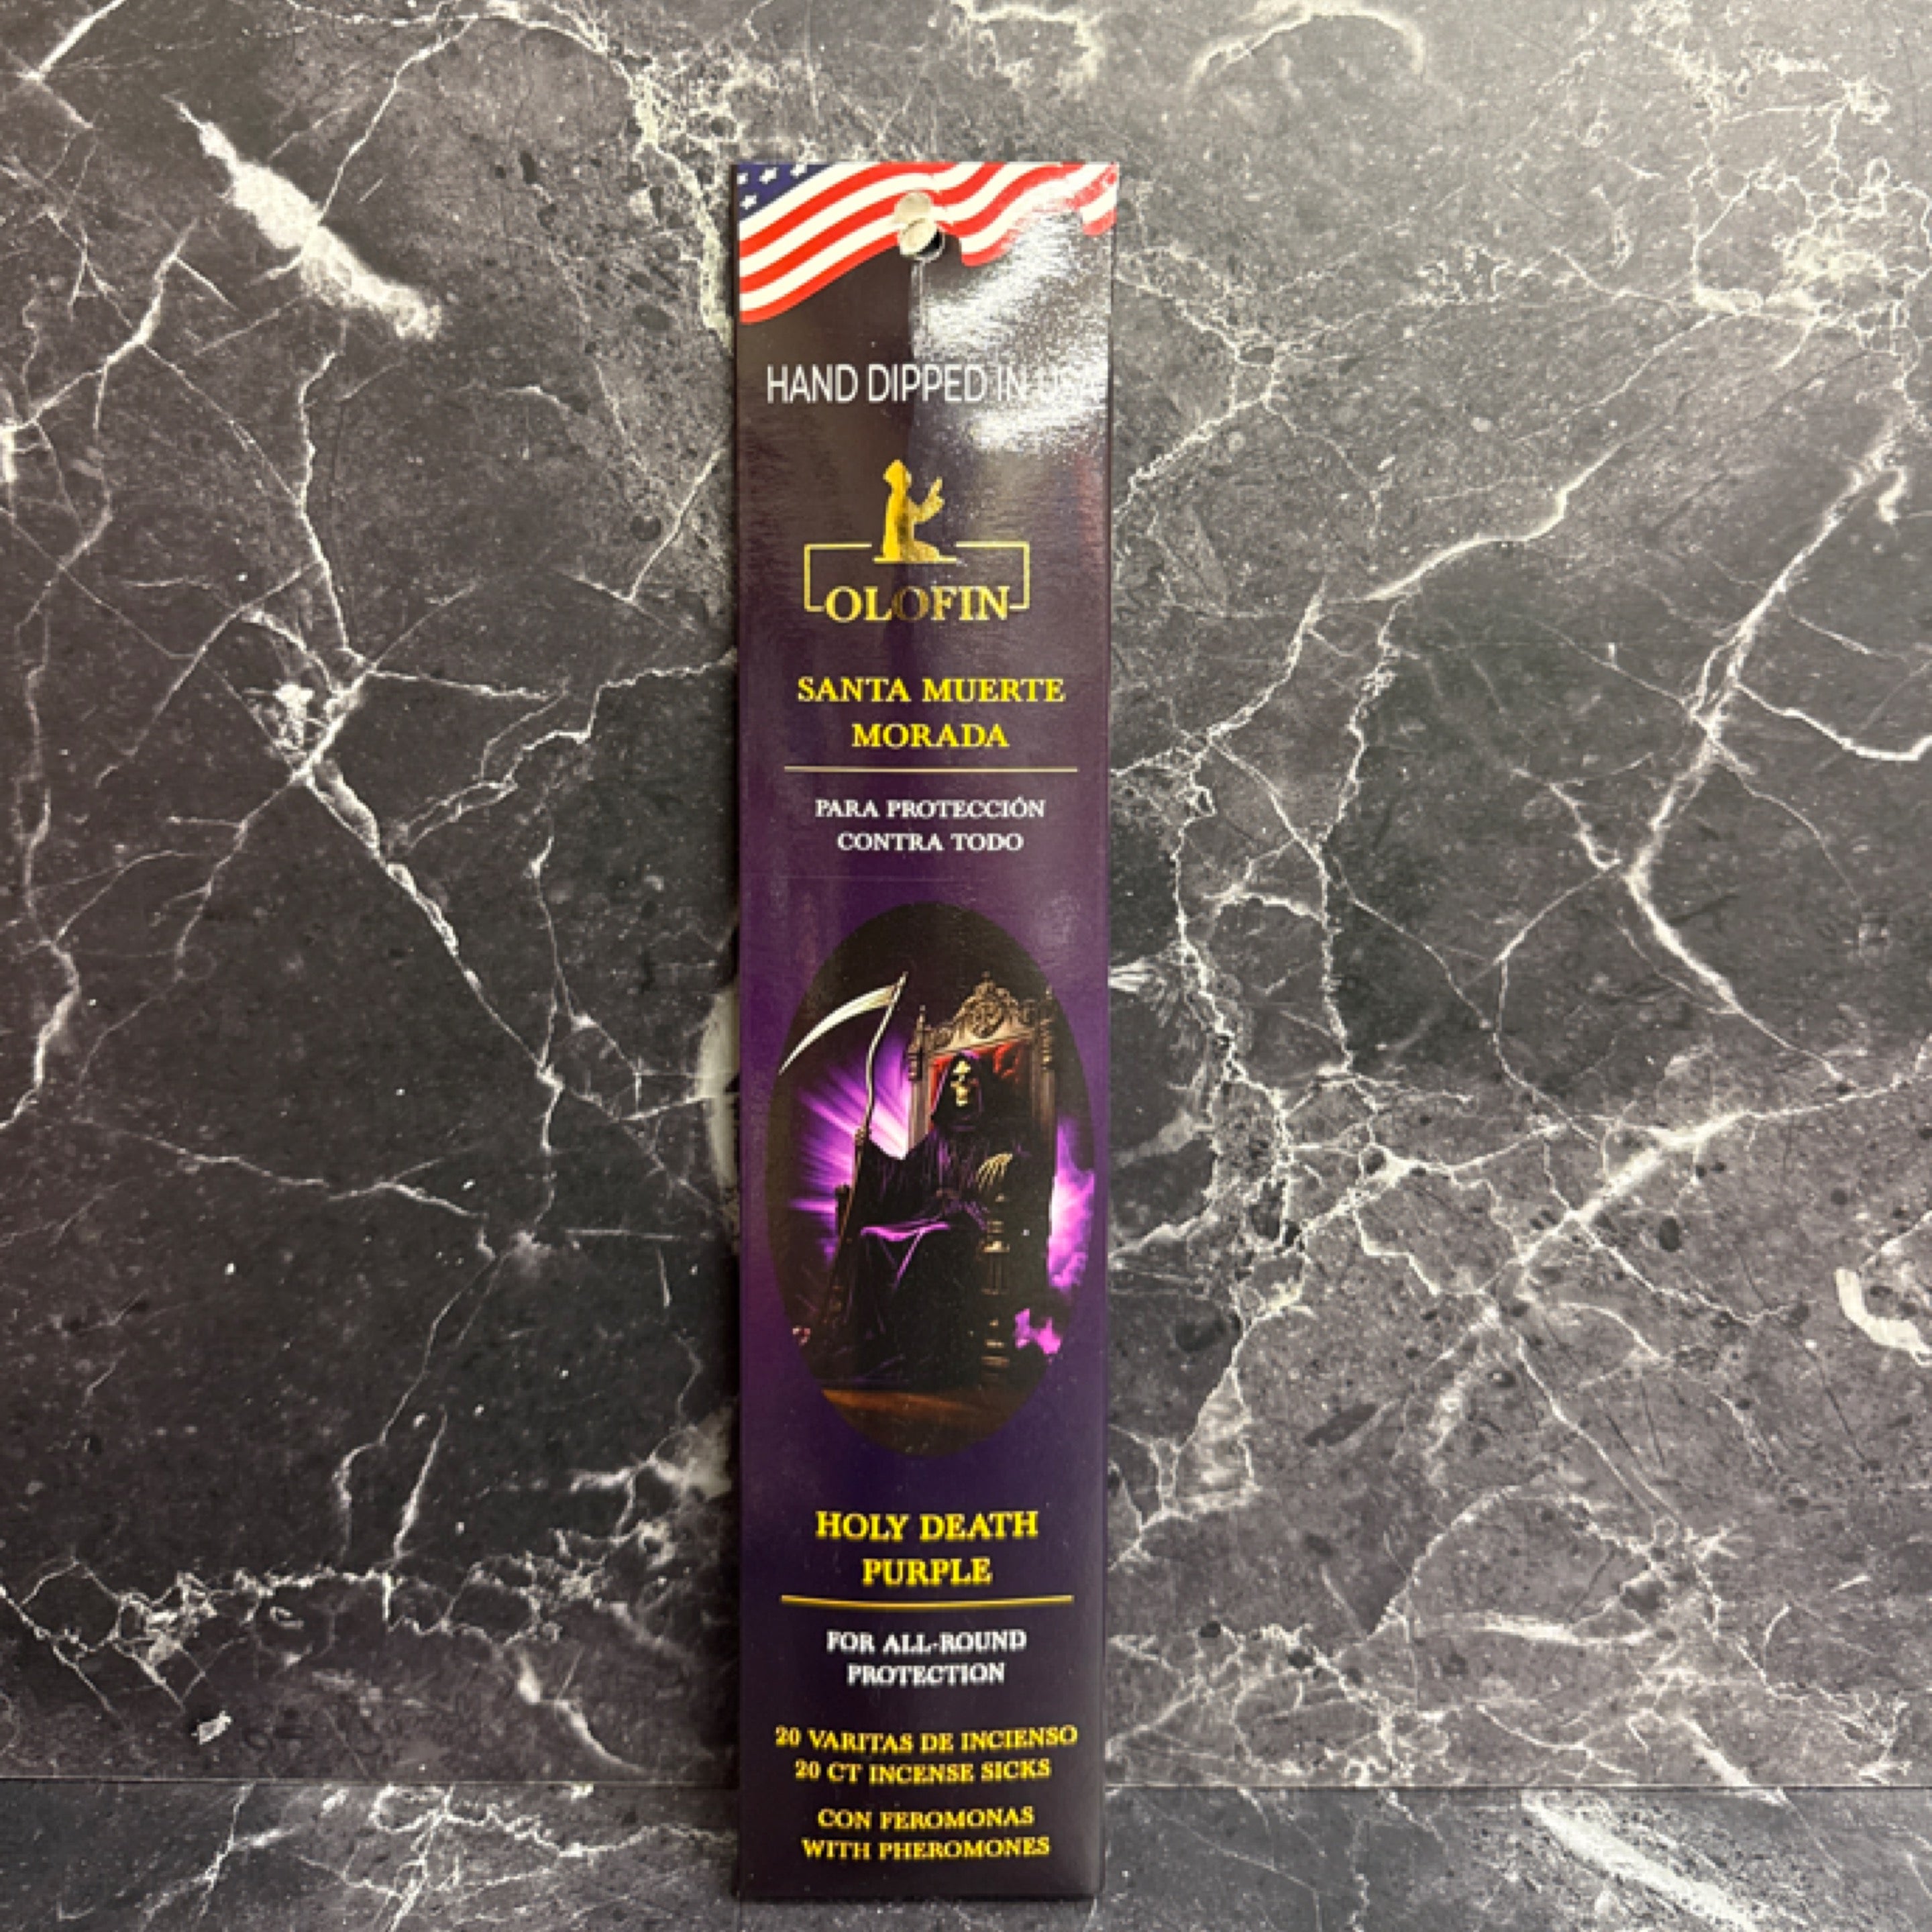 HAND DIPPED IN USA
OLOFIN
SANTA MUERTE
MORADA
PARA PROTECCIÓN
CONTRA TODO
HOLY DEATH
PURPLE
FOR ALL-ROUND
PROTECTION
20 VARITAS DE INCIENSO
20 CT INCENSE SICKS
CON FEROMONAS
WITH PHEROMONES